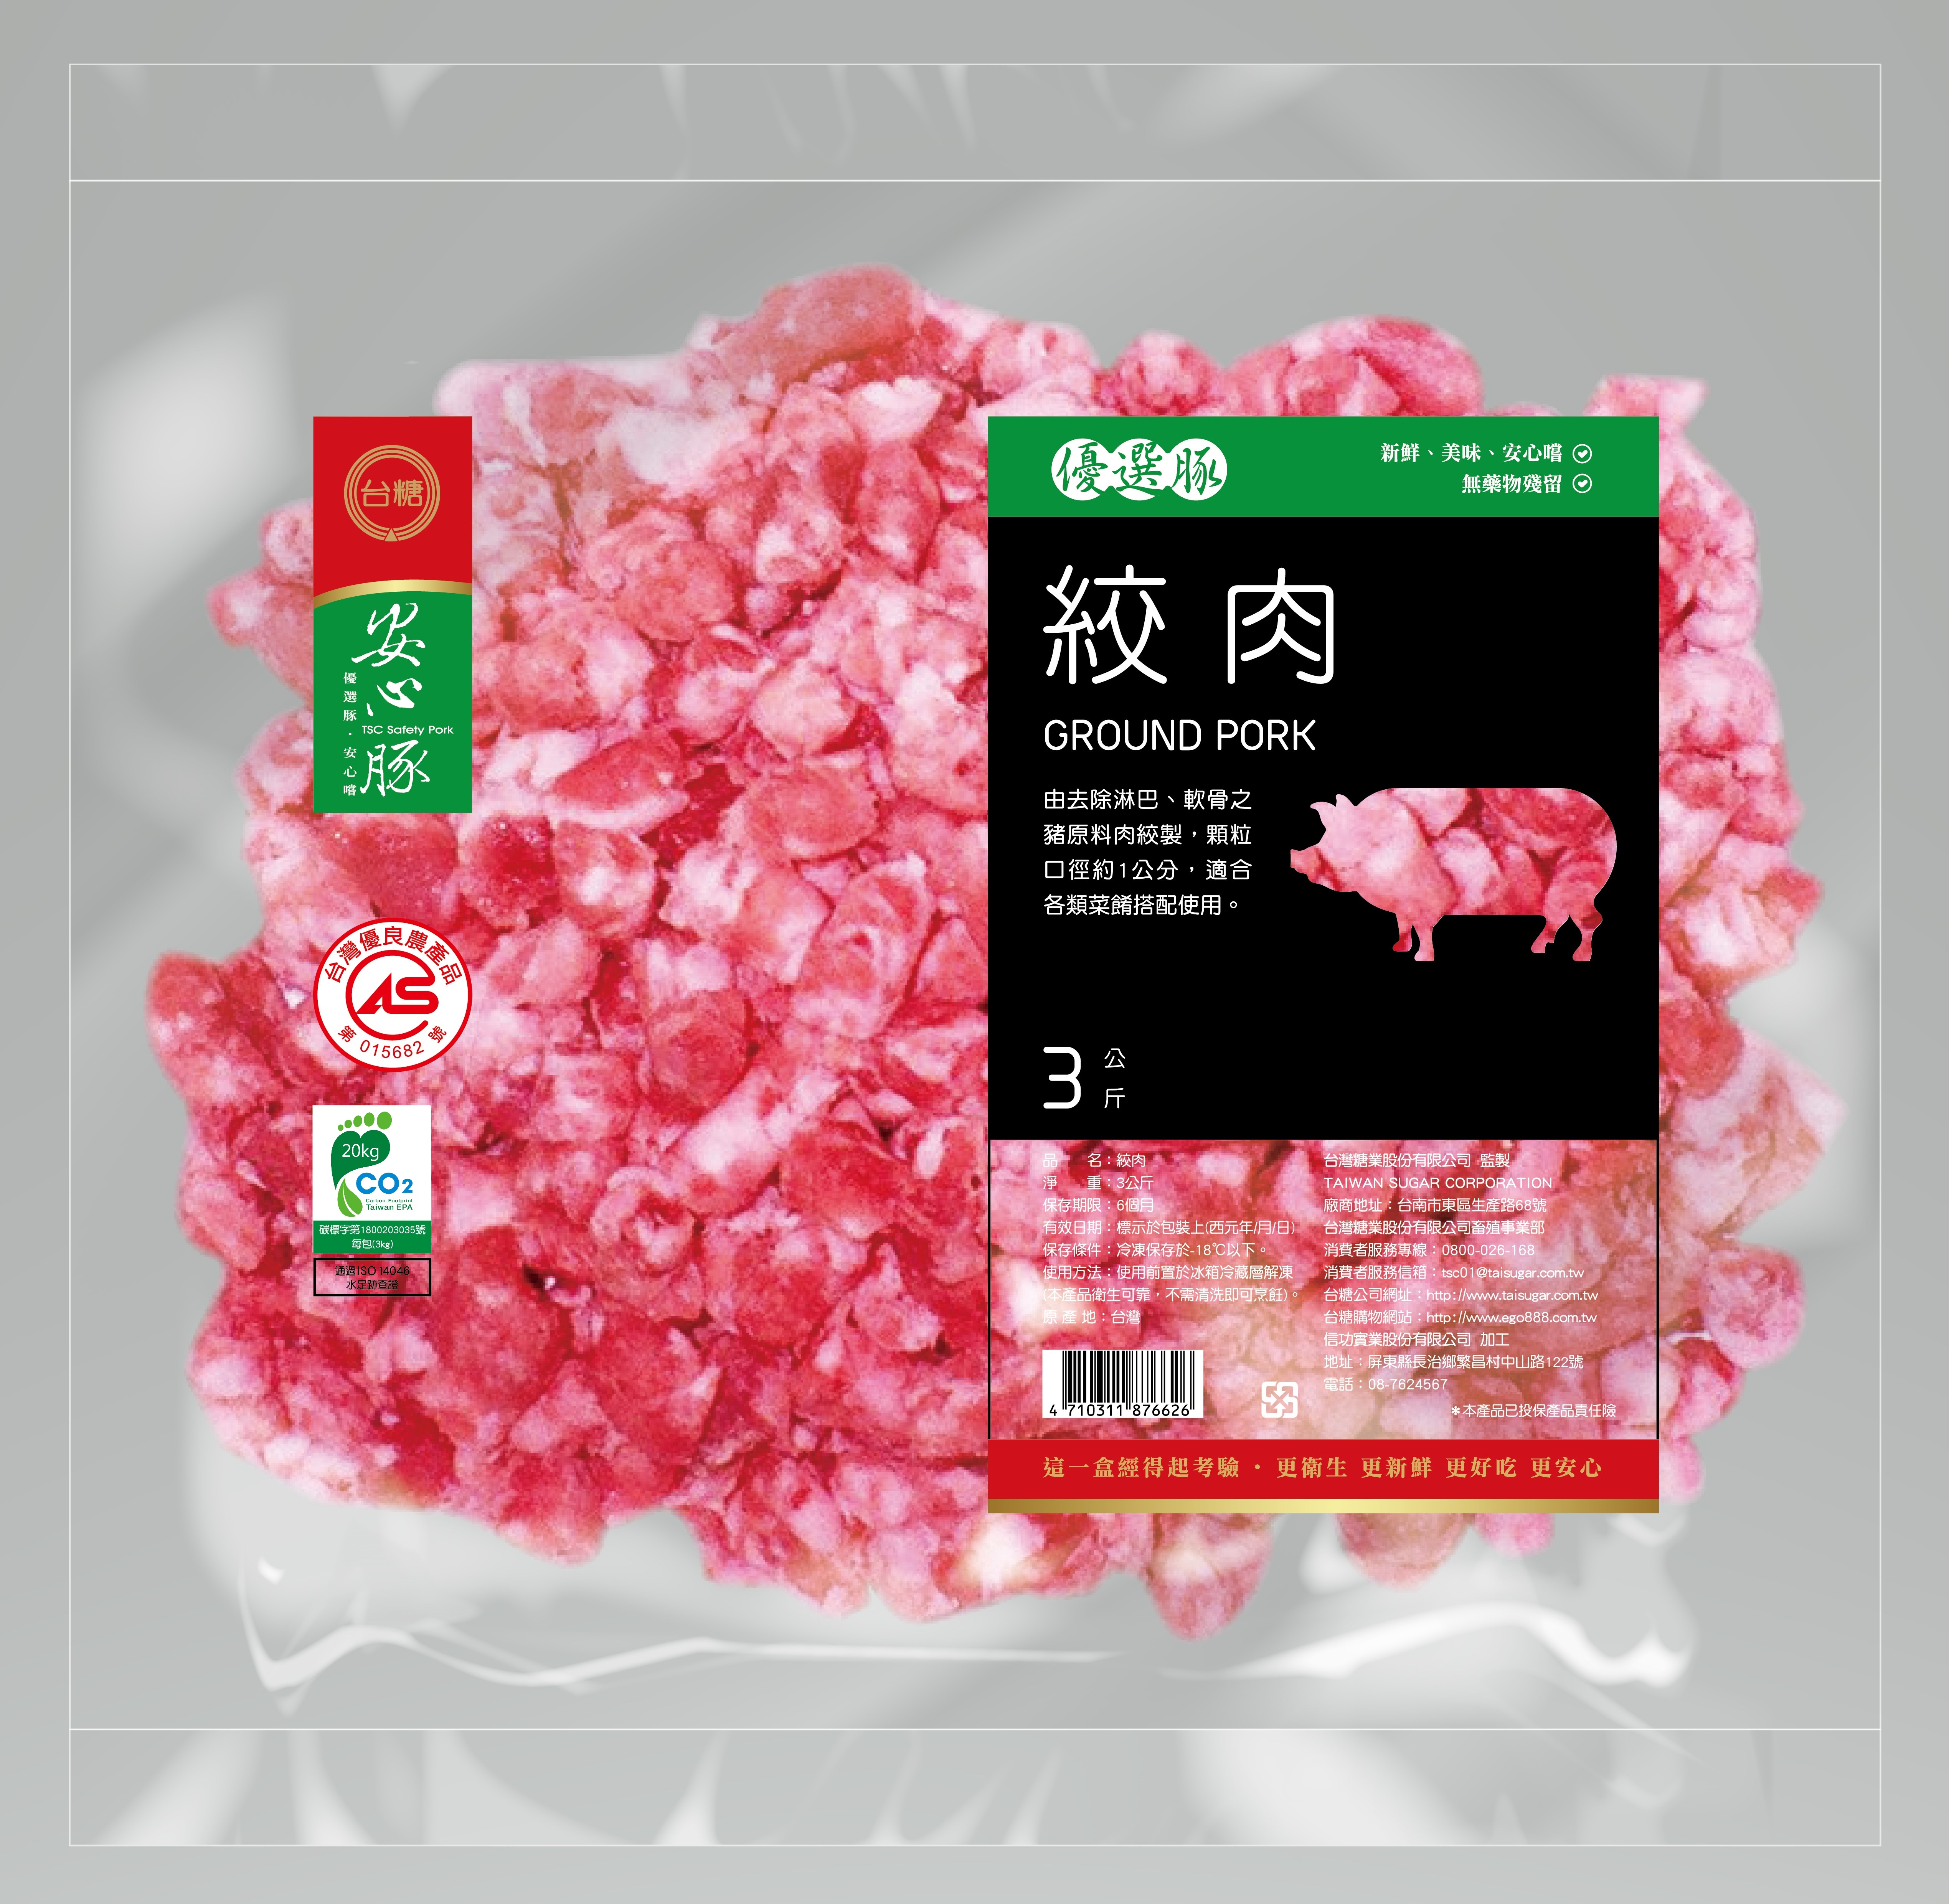 台糖
安心豚
TSC Safety Pork
優選豚・安心嚐
台灣優良農產品
CAS
第 015682 號
20kg
CO2
Carbon Footprint
Taiwan EPA
碳標字第1800203035號
每包(3kg)
通過ISO 14046
水足跡查證
優選豚
新鮮、美味、安心嚐
無藥物殘留
絞肉
GROUND PORK
由去除淋巴、軟骨之
豬原料肉絞製，顆粒
口徑約1公分，適合
各類菜餚搭配使用。
3 公斤
品　名：絞肉
淨　重：3公斤
保存期限：6個月
有效日期：標示於包裝上(西元年/月/日)
保存條件：冷凍保存於-18℃以下。
使用方法：使用前置於冰箱冷藏層解凍
(本產品衛生可靠，不需清洗即可烹飪)。
原 產 地：台灣
4 710311 876626
台灣糖業股份有限公司 監製
TAIWAN SUGAR CORPORATION
廠商地址：台南市東區生產路68號
台灣糖業股份有限公司畜殖事業部
消費者服務專線：0800-026-168
消費者服務信箱：tsc01@taisugar.com.tw
台糖公司網址：http://www.taisugar.com.tw
台糖購物網站：http://www.ego888.com.tw
信功實業股份有限公司 加工
地址：屏東縣長治鄉繁昌村中山路122號
電話：08-7624567
＊本產品已投保產品責任險
這一盒經得起考驗・更衛生 更新鮮 更好吃 更安心